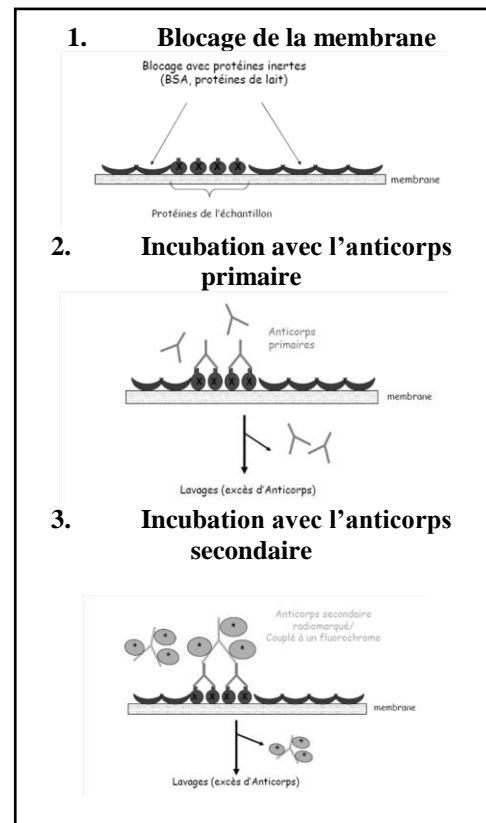 1. Blocage de la membrane
Blocage avec protéines inertes
(BSA, protéines de lait)
membrane
Protéines de l'échantillon
2. Incubation avec l'anticorps
primaire
Anticorps
primaires
X X X X
membrane
Lavages (excès d'Anticorps)
3. Incubation avec l'anticorps
secondaire
Anticorps secondaire
radiomarqué/
Couplé à un fluorochrome
membrane
Lavages (excès d'Anticorps)